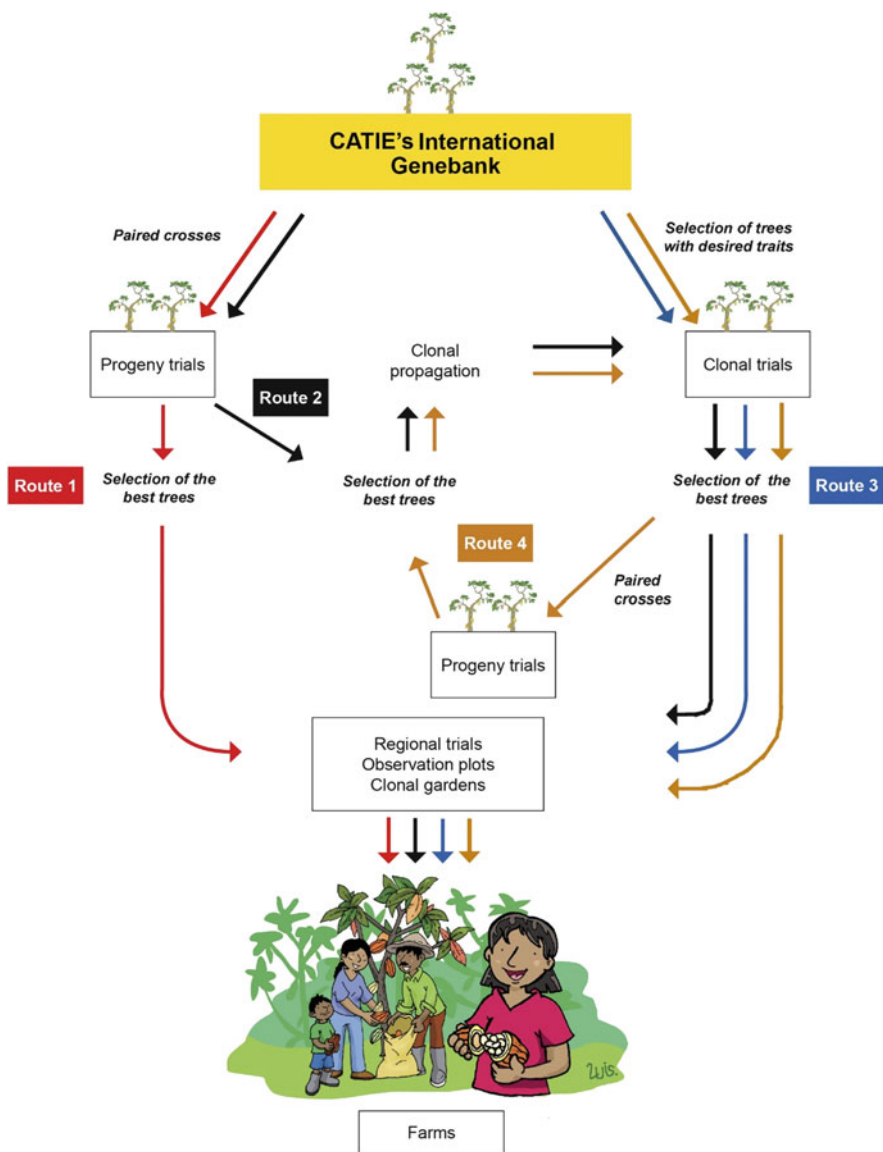 CATIE's International
Genebank
Paired crosses
Selection of trees
with desired traits
Progeny trials
Clonal
propagation
Clonal trials
Route 2
Route 1
Selection of the
best trees
Selection of the
best trees
Selection of the
best trees
Route 3
Route 4
Paired
crosses
Progeny trials
Regional trials
Observation plots
Clonal gardens
Luis.
Farms